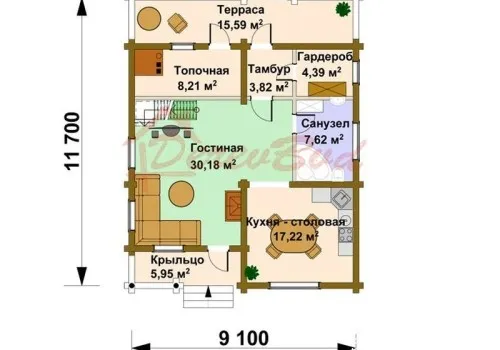 Терраса
15,59 м²
Топочная
8,21 м²
Тамбур
3,82 м²
Гардероб
4,39 м²
Гостиная
30,18 м²
Санузел
7,62 м²
Кухня - столовая
17,22 м²
Крыльцо
5,95 м²
11 700
9 100